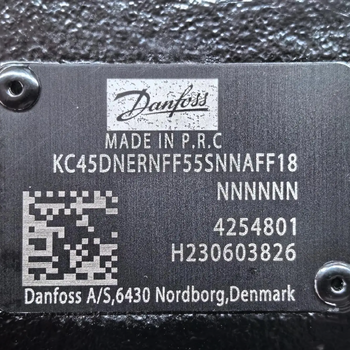 Danfoss
MADE IN P.R.C
KC45DNERNFF55SNNAFF18
NNNNNN
4254801
H230603826
Danfoss A/S,6430 Nordborg,Denmark